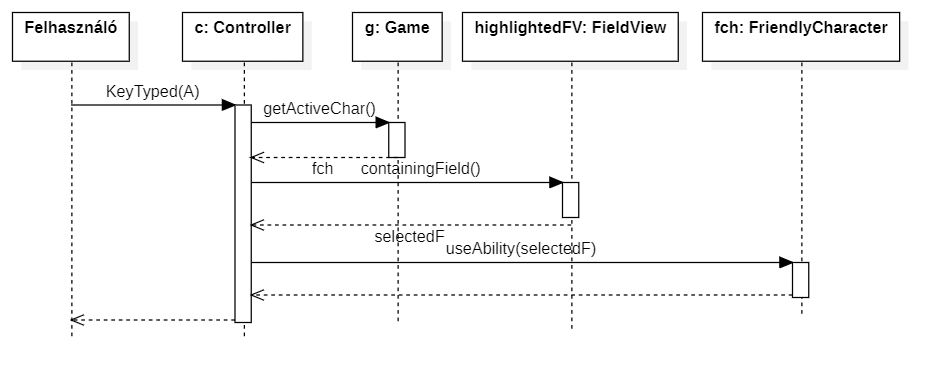 Felhasználó
c: Controller
g: Game
highlightedFV: FieldView
fch: FriendlyCharacter
KeyTyped(A)
getActiveChar()
fch
containingField()
selectedF
useAbility(selectedF)